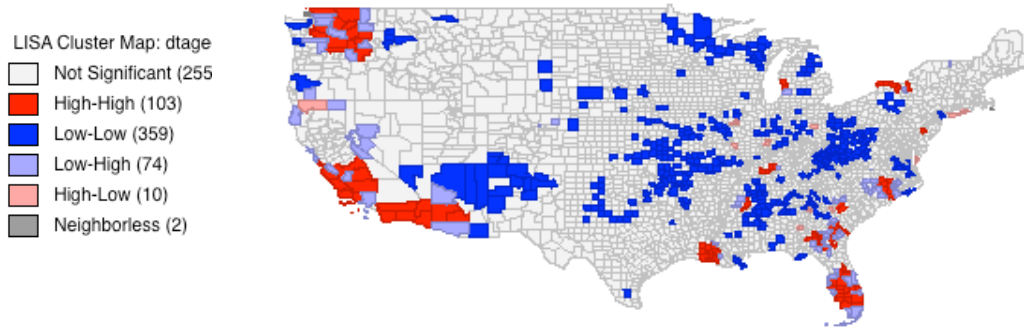 LISA Cluster Map: dtage
Not Significant (255
High-High (103)
Low-Low (359)
Low-High (74)
High-Low (10)
Neighborless (2)